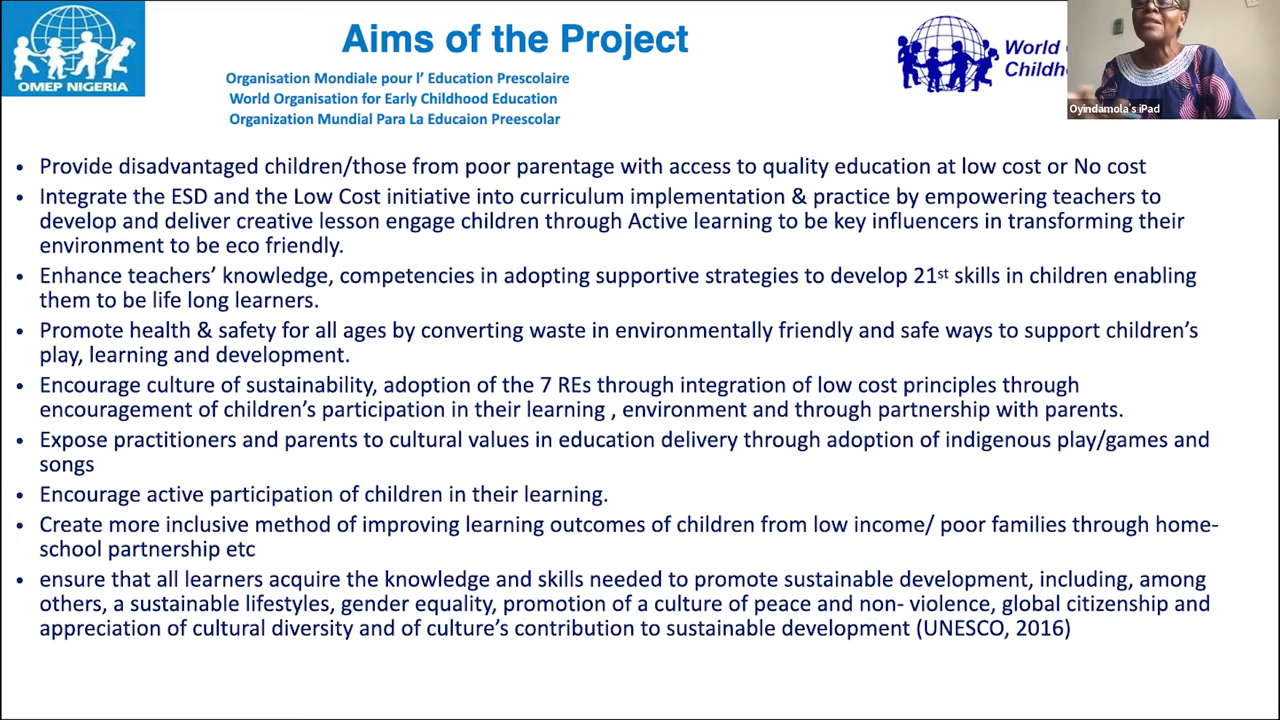 OMEP NIGERIA
Aims of the Project
Organisation Mondiale pour l’ Education Prescolaire
World Organisation for Early Childhood Education
Organization Mundial Para La Educaion Preescolar
World
Childh
Oyindamola's iPad
• Provide disadvantaged children/those from poor parentage with access to quality education at low cost or No cost
• Integrate the ESD and the Low Cost initiative into curriculum implementation & practice by empowering teachers to
develop and deliver creative lesson engage children through Active learning to be key influencers in transforming their
environment to be eco friendly.
• Enhance teachers’ knowledge, competencies in adopting supportive strategies to develop 21st skills in children enabling
them to be life long learners.
• Promote health & safety for all ages by converting waste in environmentally friendly and safe ways to support children’s
play, learning and development.
• Encourage culture of sustainability, adoption of the 7 REs through integration of low cost principles through
encouragement of children’s participation in their learning , environment and through partnership with parents.
• Expose practitioners and parents to cultural values in education delivery through adoption of indigenous play/games and
songs
• Encourage active participation of children in their learning.
• Create more inclusive method of improving learning outcomes of children from low income/ poor families through home-
school partnership etc
• ensure that all learners acquire the knowledge and skills needed to promote sustainable development, including, among
others, a sustainable lifestyles, gender equality, promotion of a culture of peace and non- violence, global citizenship and
appreciation of cultural diversity and of culture’s contribution to sustainable development (UNESCO, 2016)